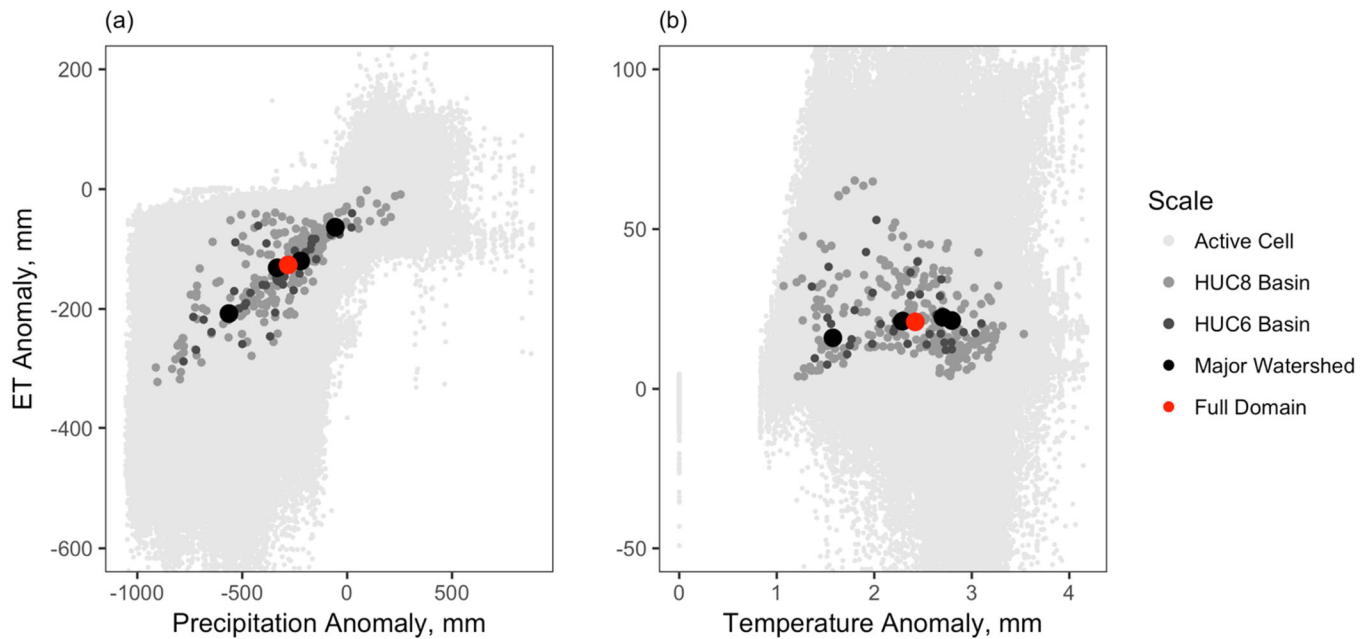 (a)
(b)
200
0
-200
-400
-600
ET Anomaly, mm
-1000
-500
0
500
Precipitation Anomaly, mm
100
50
0
-50
0
1
2
3
4
Temperature Anomaly, mm
Scale
Active Cell
HUC8 Basin
HUC6 Basin
Major Watershed
Full Domain